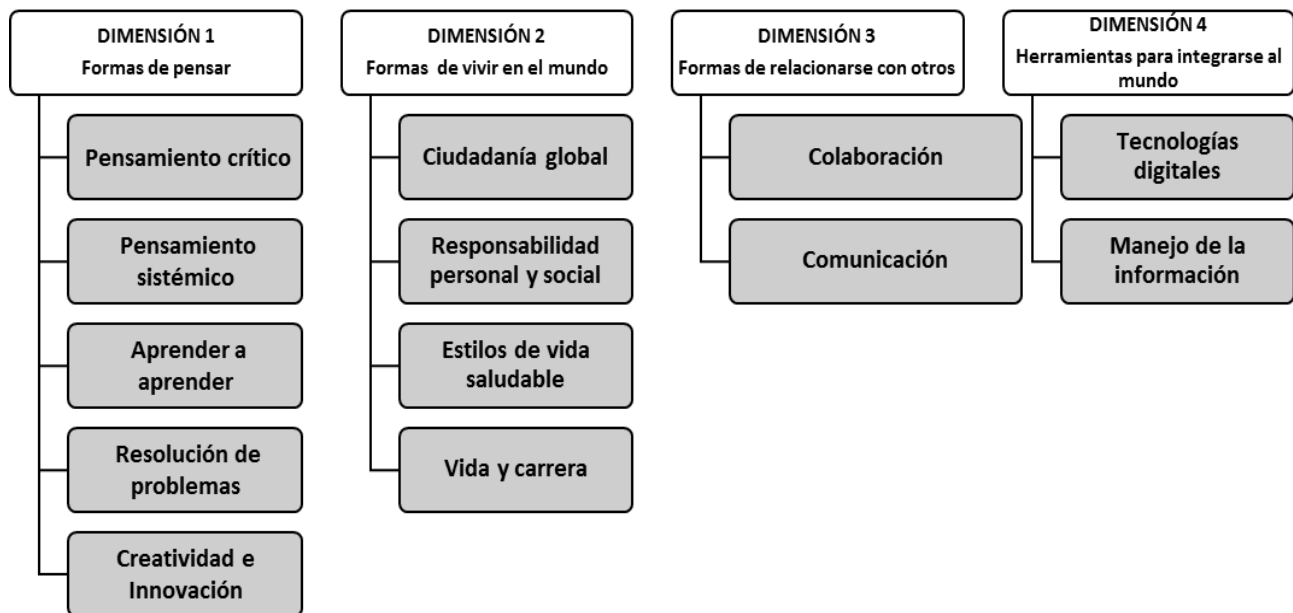 DIMENSIÓN 1
Formas de pensar
Pensamiento crítico
Pensamiento
sistémico
Aprender a
aprender
Resolución de
problemas
Creatividad e
Innovación
DIMENSIÓN 2
Formas de vivir en el mundo
Ciudadanía global
Responsabilidad
personal y social
Estilos de vida
saludable
Vida y carrera
DIMENSIÓN 3
Formas de relacionarse con otros
Colaboración
Comunicación
DIMENSIÓN 4
Herramientas para integrarse al
mundo
Tecnologías
digitales
Manejo de la
información